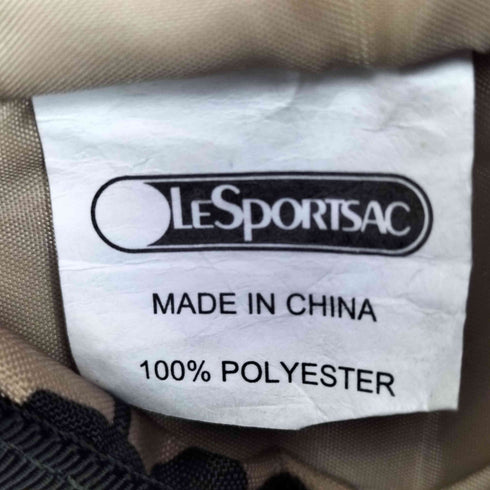 LESPORTSAC
MADE IN CHINA
100% POLYESTER